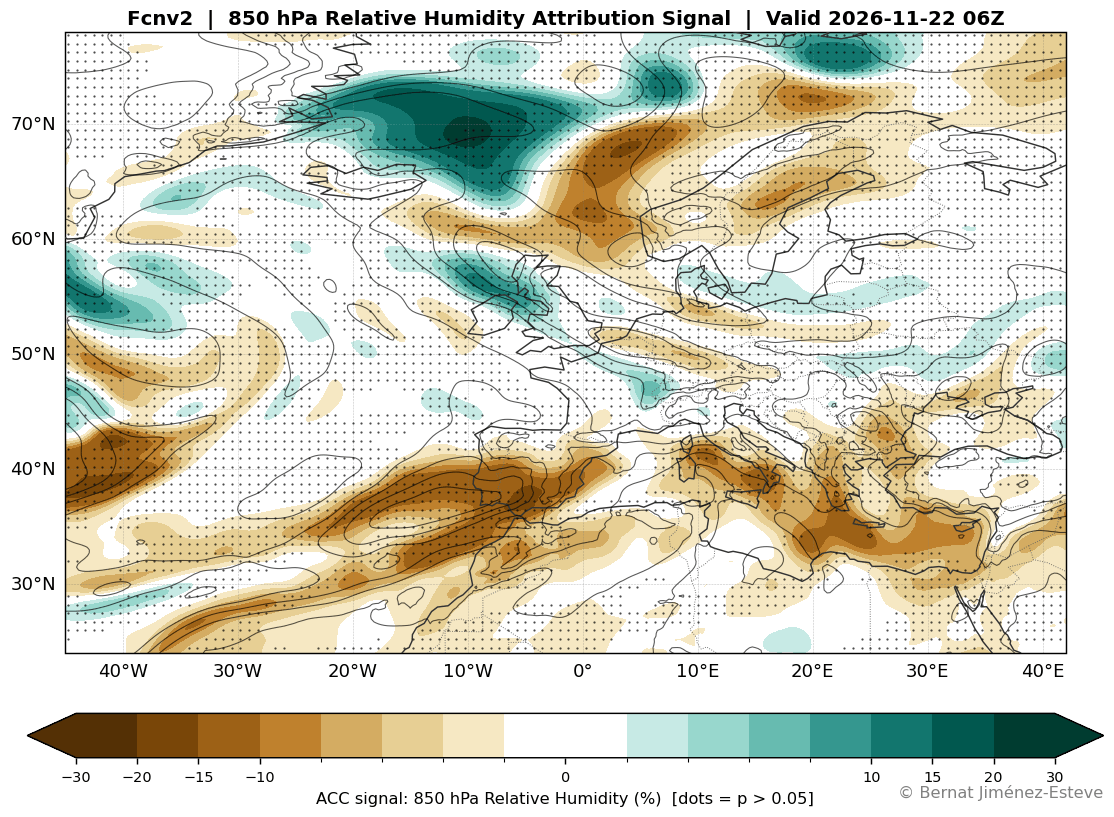 Fcnv2 | 850 hPa Relative Humidity Attribution Signal | Valid 2026-11-22 06Z
70°N
60°N
50°N
40°N
30°N
40°W 30°W 20°W 10°W 0° 10°E 20°E 30°E 40°E
−30 −20 −15 −10 0 10 15 20 30
ACC signal: 850 hPa Relative Humidity (%) [dots = p > 0.05]
© Bernat Jiménez-Esteve